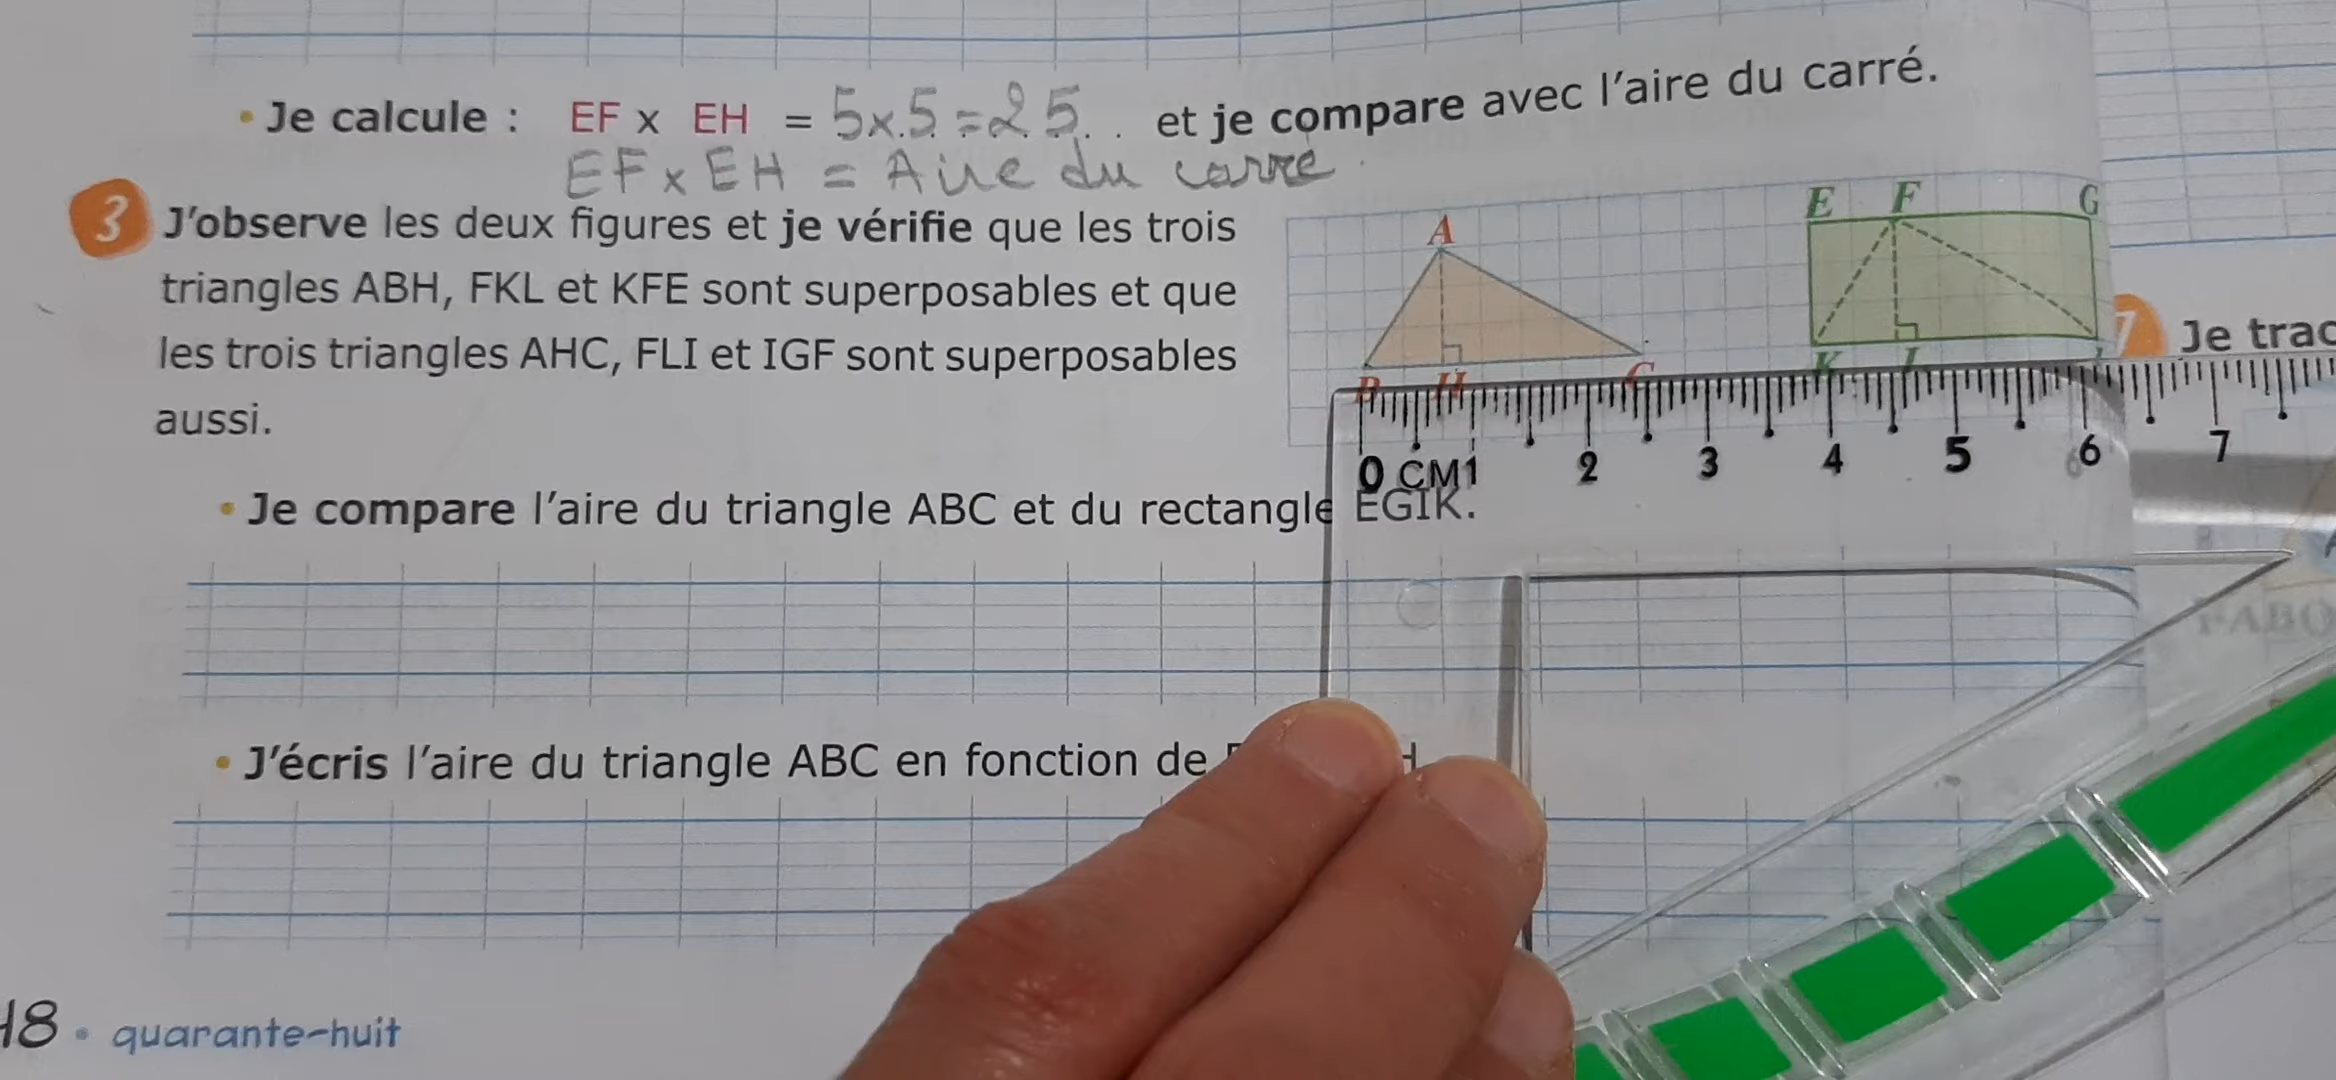 • Je calcule : EF x EH = 5x5=25 et je compare avec l'aire du carré.
EF x EH = Aire du carré
3 J'observe les deux figures et je vérifie que les trois
triangles ABH, FKL et KFE sont superposables et que
les trois triangles AHC, FLI et IGF sont superposables
aussi.
A
B H C
E F G
K
Je
0 CM1 2 3 4 5 6 7
• Je compare l'aire du triangle ABC et du rectangle EGIK.
• J'écris l'aire du triangle ABC en fonction de
48 • quarante-huit